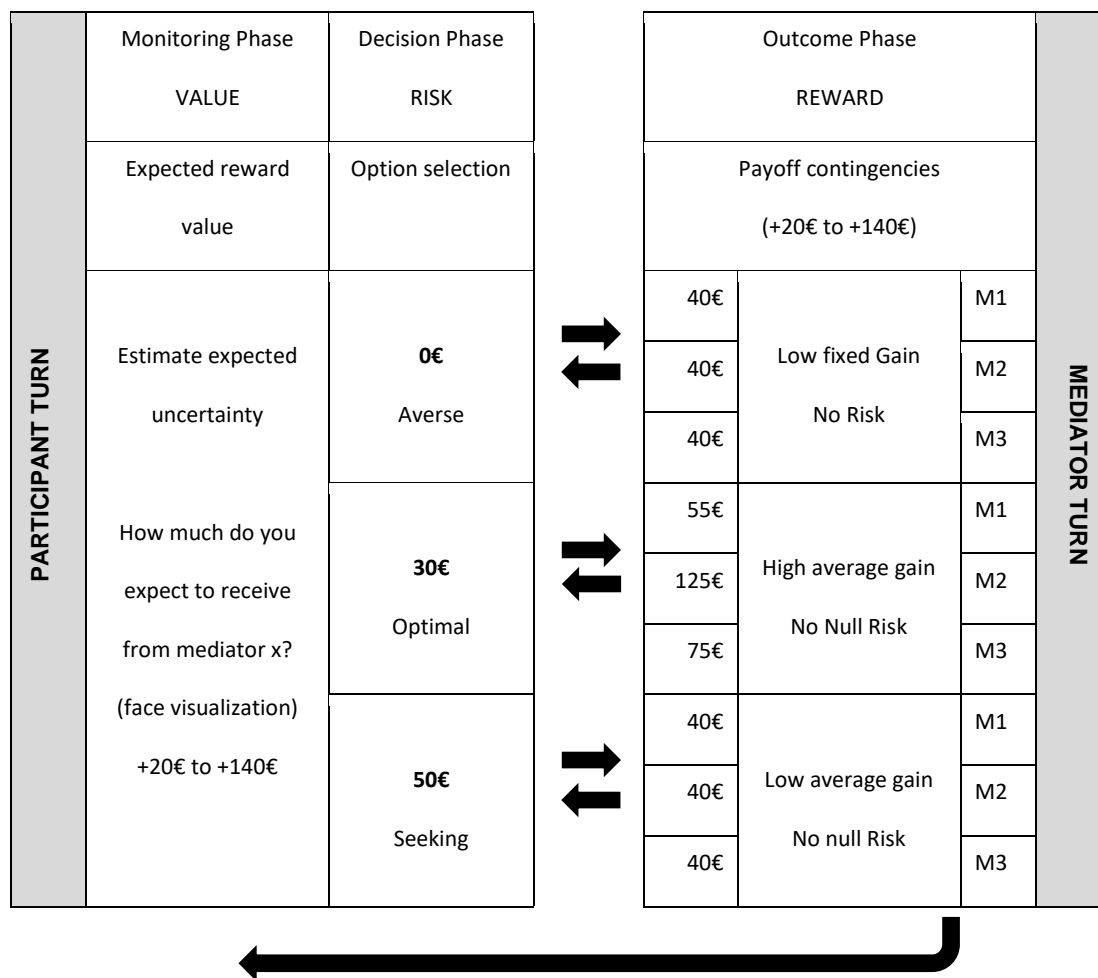 PARTICIPANT TURN
Monitoring Phase
VALUE
Decision Phase
RISK
Outcome Phase
REWARD
Expected reward
value
Option selection
Payoff contingencies
(+20€ to +140€)
Estimate expected
uncertainty
How much do you
expect to receive
from mediator x?
(face visualization)
+20€ to +140€
0€
Averse
40€
40€
40€
Low fixed Gain
No Risk
M1
M2
M3
30€
Optimal
55€
125€
75€
High average gain
No Null Risk
M1
M2
M3
50€
Seeking
40€
40€
40€
Low average gain
No null Risk
M1
M2
M3
MEDIATOR TURN